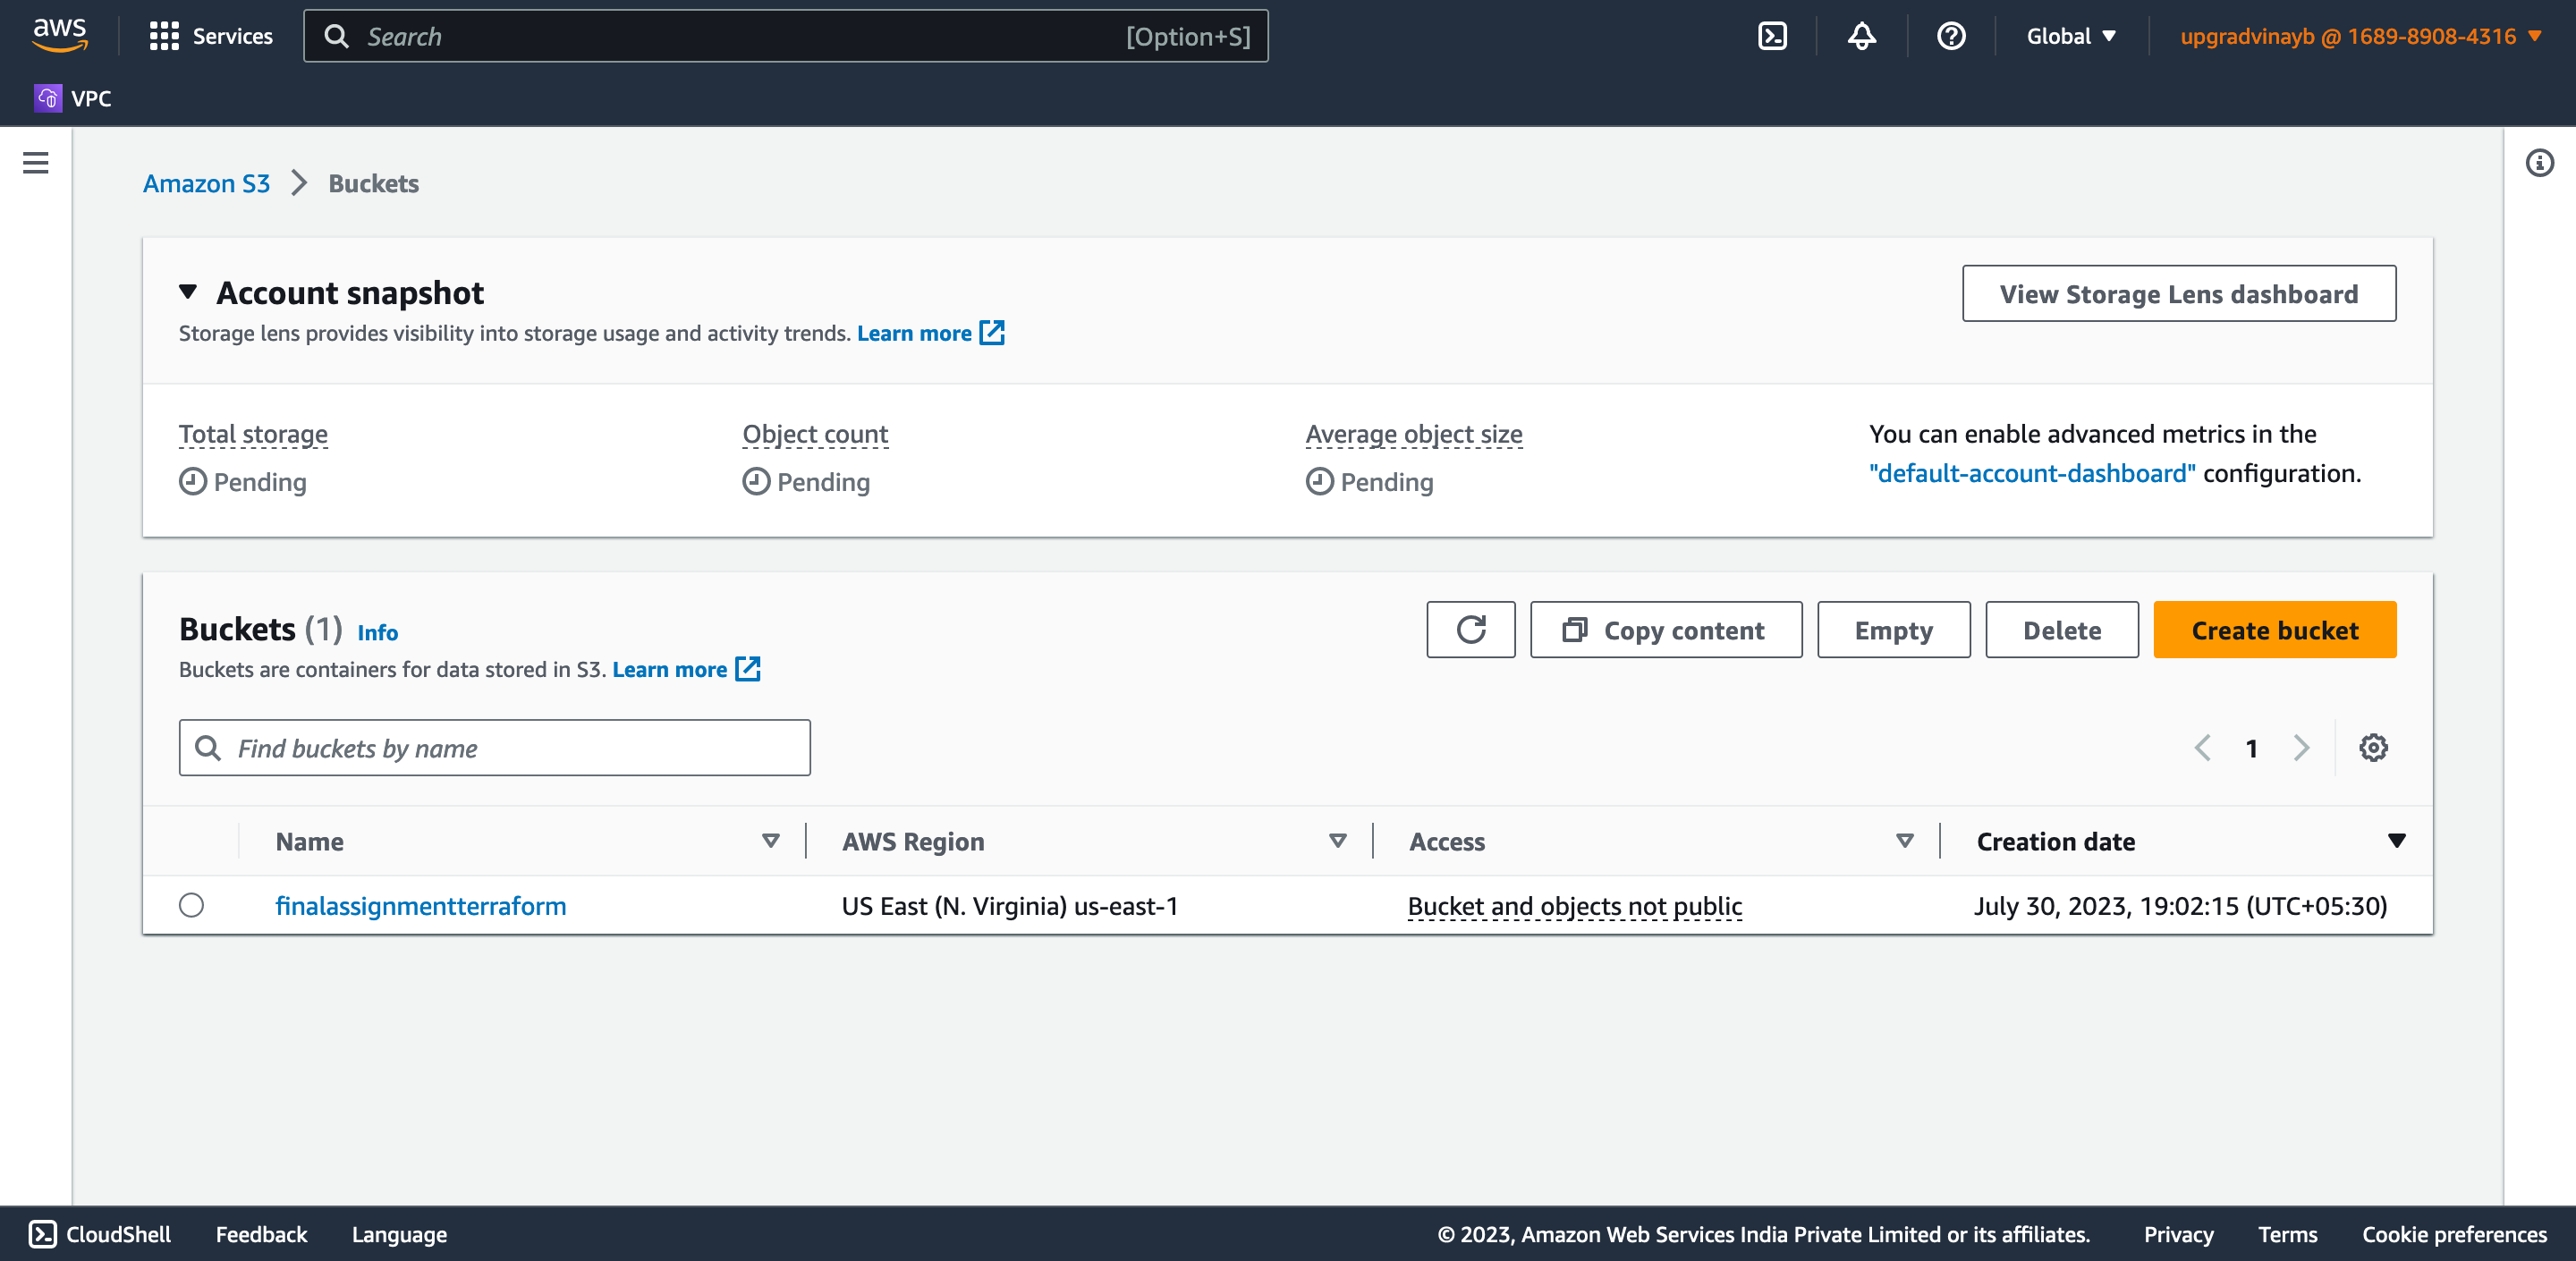 aws
Services
Search
[Option+S]
Global
upgradvinayb @ 1689-8908-4316
VPC
Amazon S3
Buckets
Account snapshot
View Storage Lens dashboard
Storage lens provides visibility into storage usage and activity trends. Learn more
Total storage
Pending
Object count
Pending
Average object size
Pending
You can enable advanced metrics in the
"default-account-dashboard" configuration.
Buckets (1) Info
Buckets are containers for data stored in S3. Learn more
Copy content
Empty
Delete
Create bucket
Find buckets by name
1
Name
AWS Region
Access
Creation date
finalassignmentterraform
US East (N. Virginia) us-east-1
Bucket and objects not public
July 30, 2023, 19:02:15 (UTC+05:30)
CloudShell
Feedback
Language
© 2023, Amazon Web Services India Private Limited or its affiliates.
Privacy
Terms
Cookie preferences